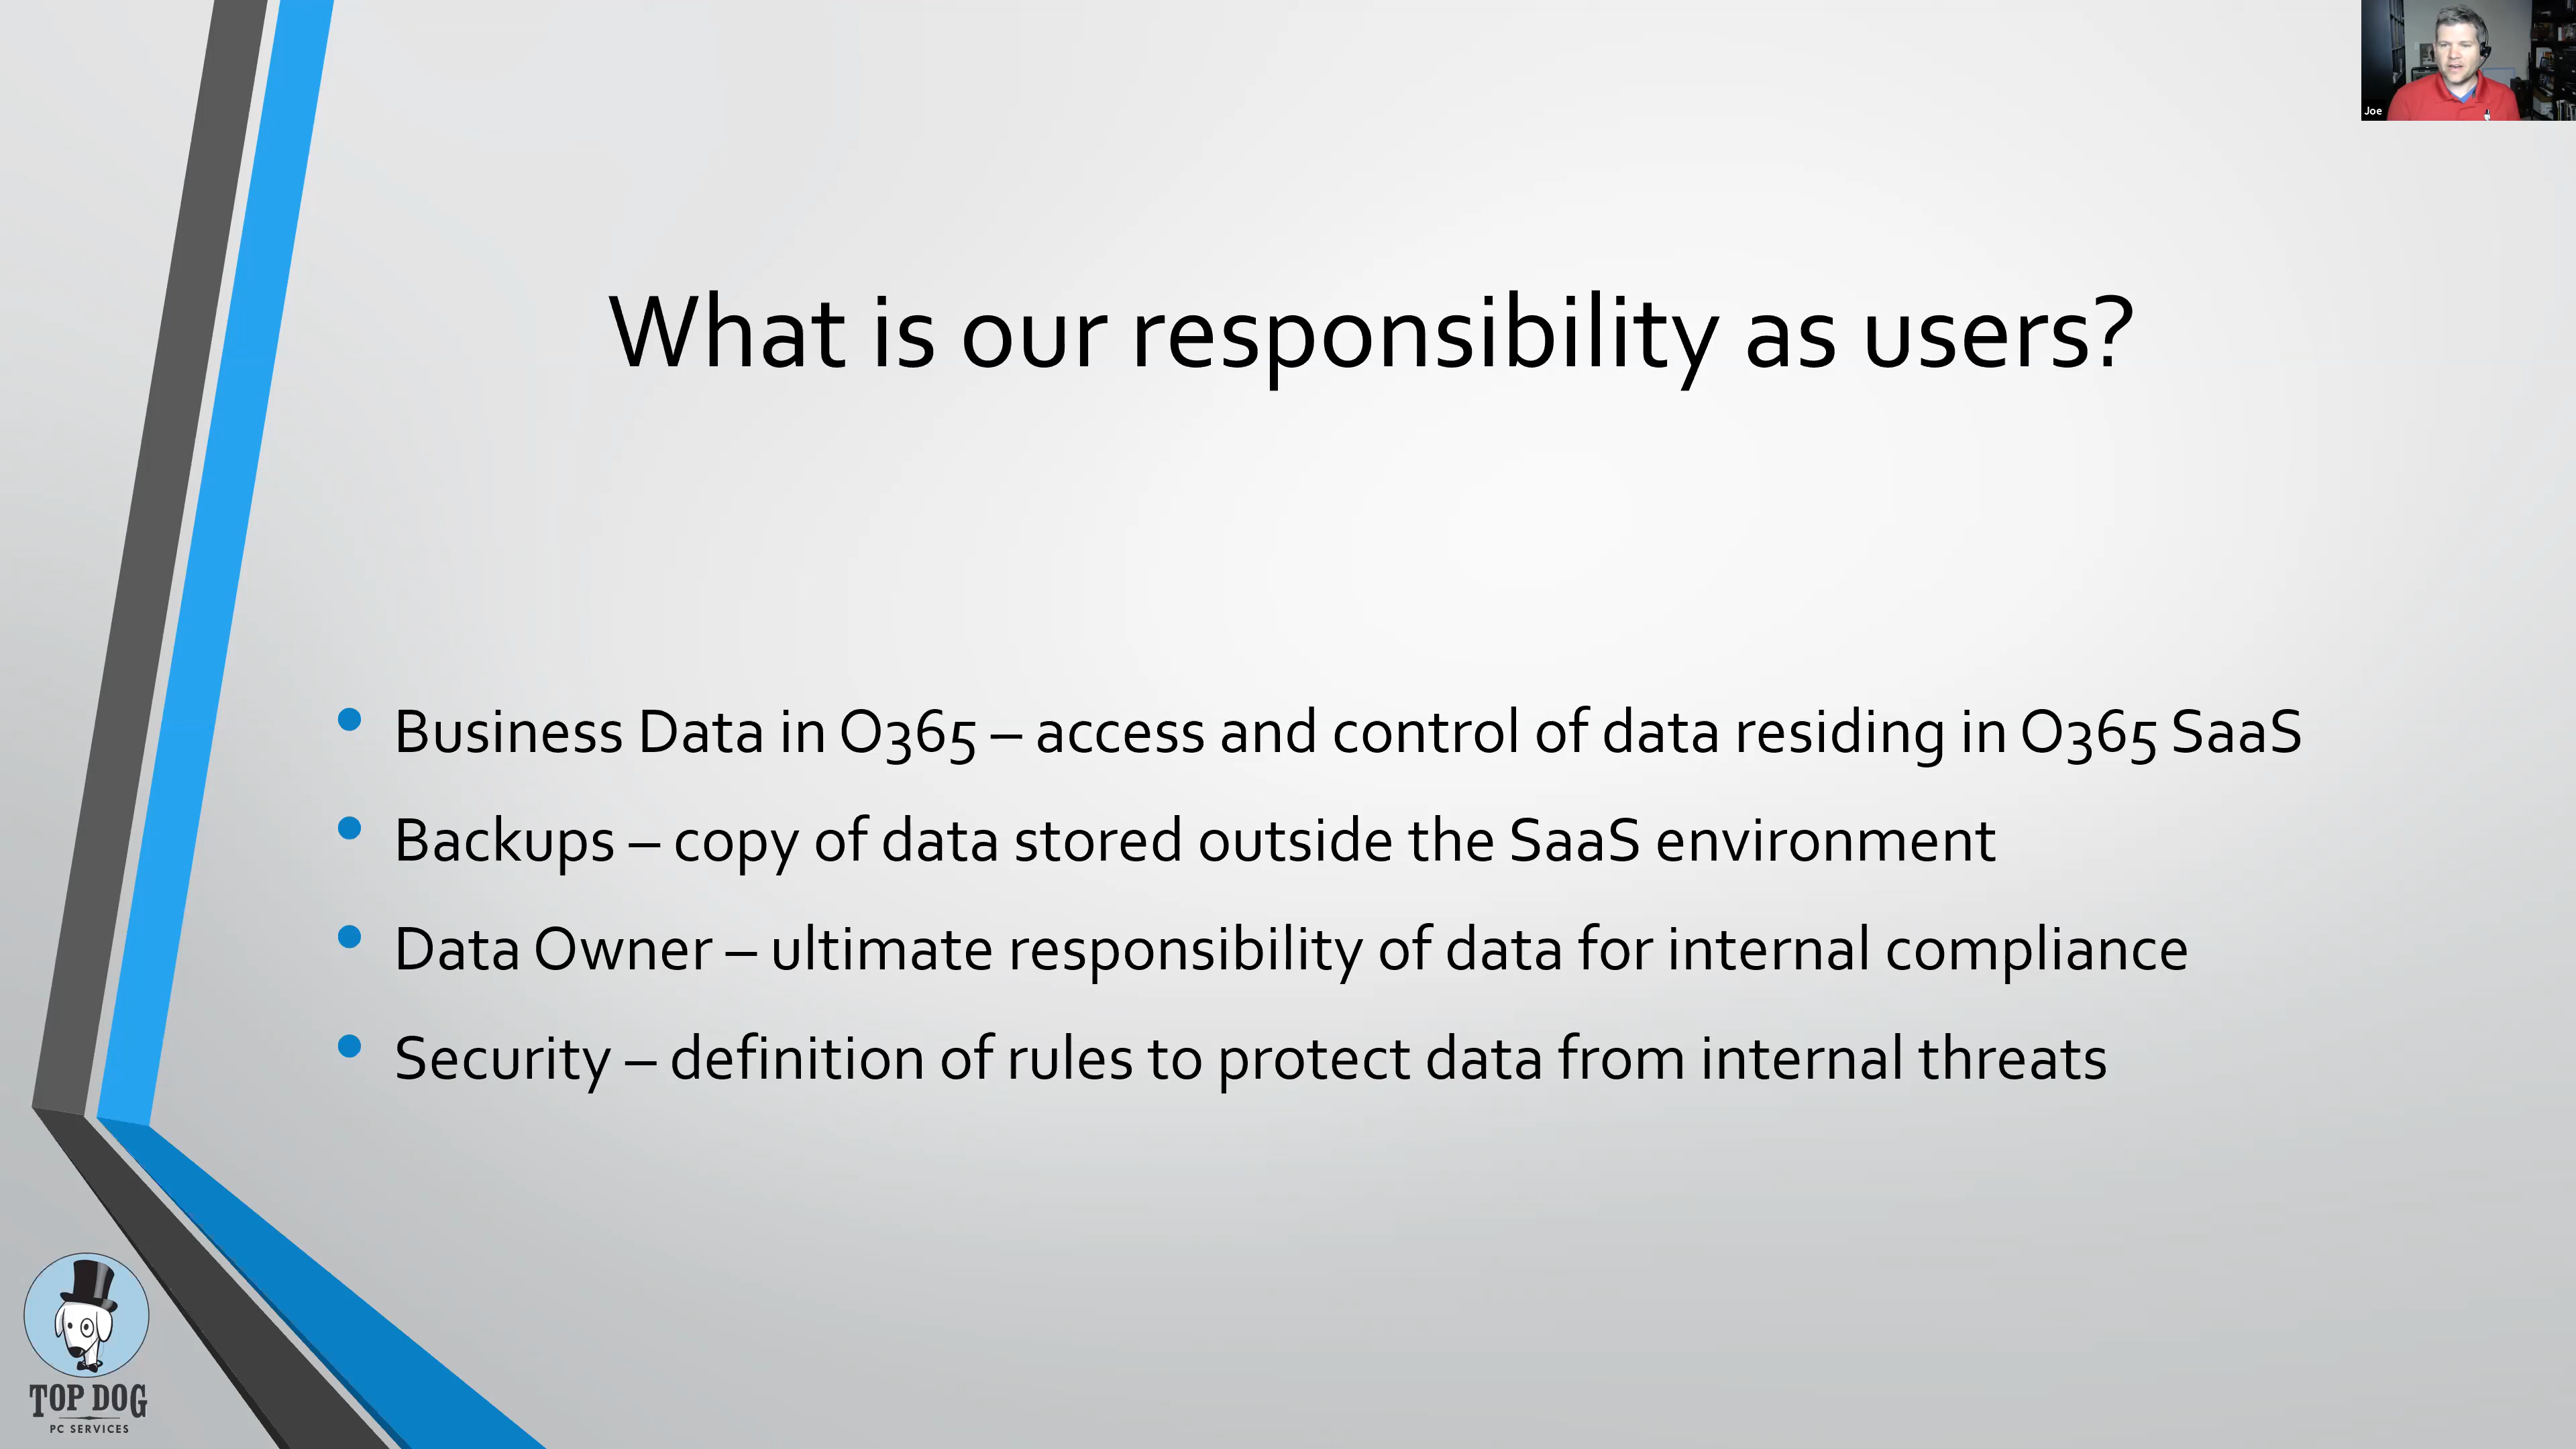 Joe
What is our responsibility as users?
Business Data in O365 – access and control of data residing in O365 SaaS
Backups – copy of data stored outside the SaaS environment
Data Owner – ultimate responsibility of data for internal compliance
Security – definition of rules to protect data from internal threats
TOP DOG
PC SERVICES